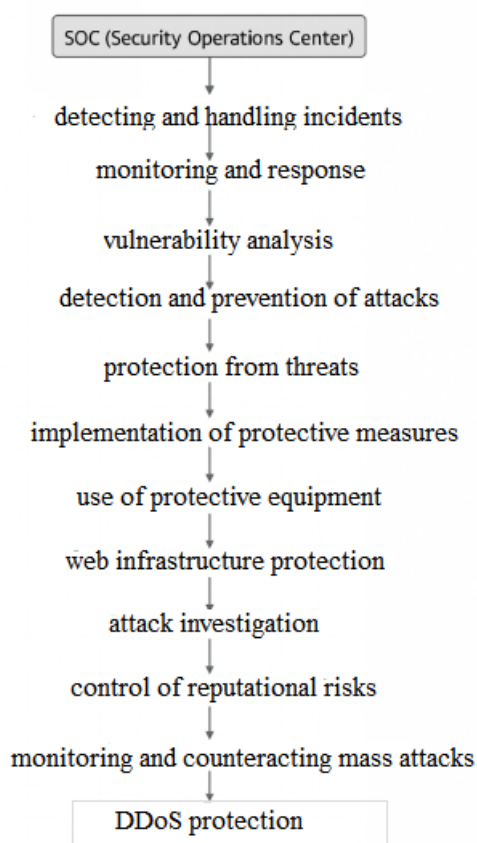 SOC (Security Operations Center)
detecting and handling incidents
monitoring and response
vulnerability analysis
detection and prevention of attacks
protection from threats
implementation of protective measures
use of protective equipment
web infrastructure protection
attack investigation
control of reputational risks
monitoring and counteracting mass attacks
DDoS protection